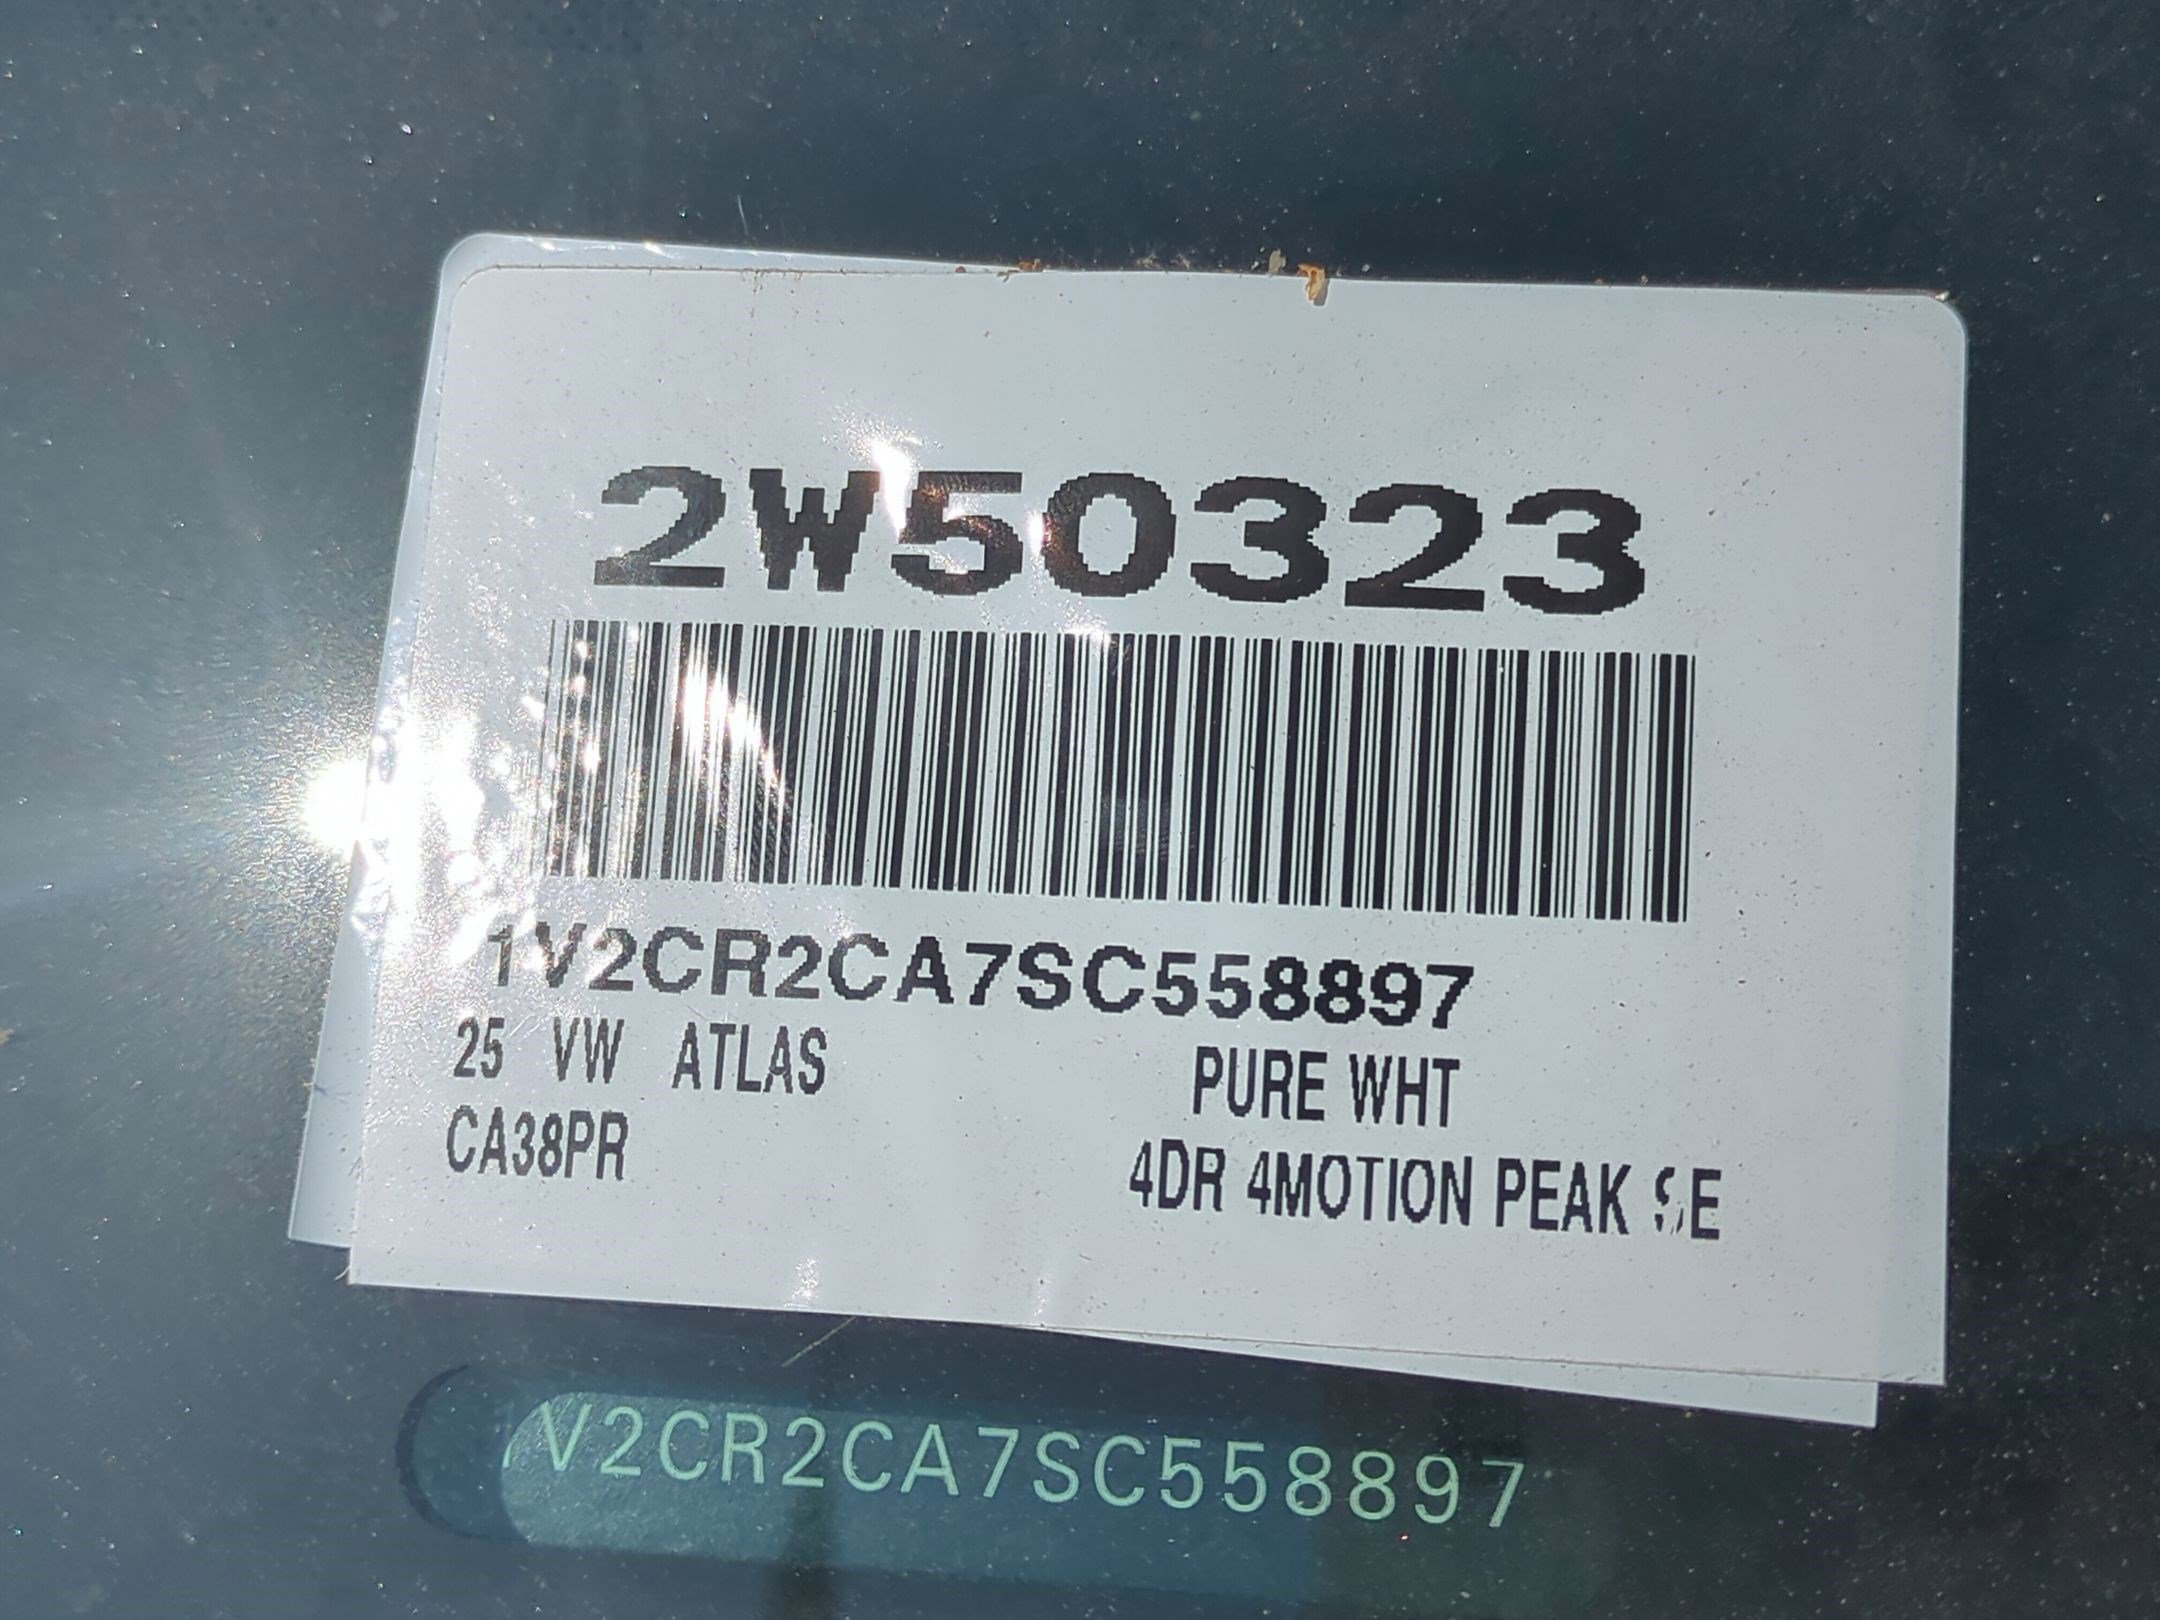 2W50323
1V2CR2CA7SC558897
25 VW ATLAS PURE WHT
CA38PR 4DR 4MOTION PEAK SE
V2CR2CA7SC558897